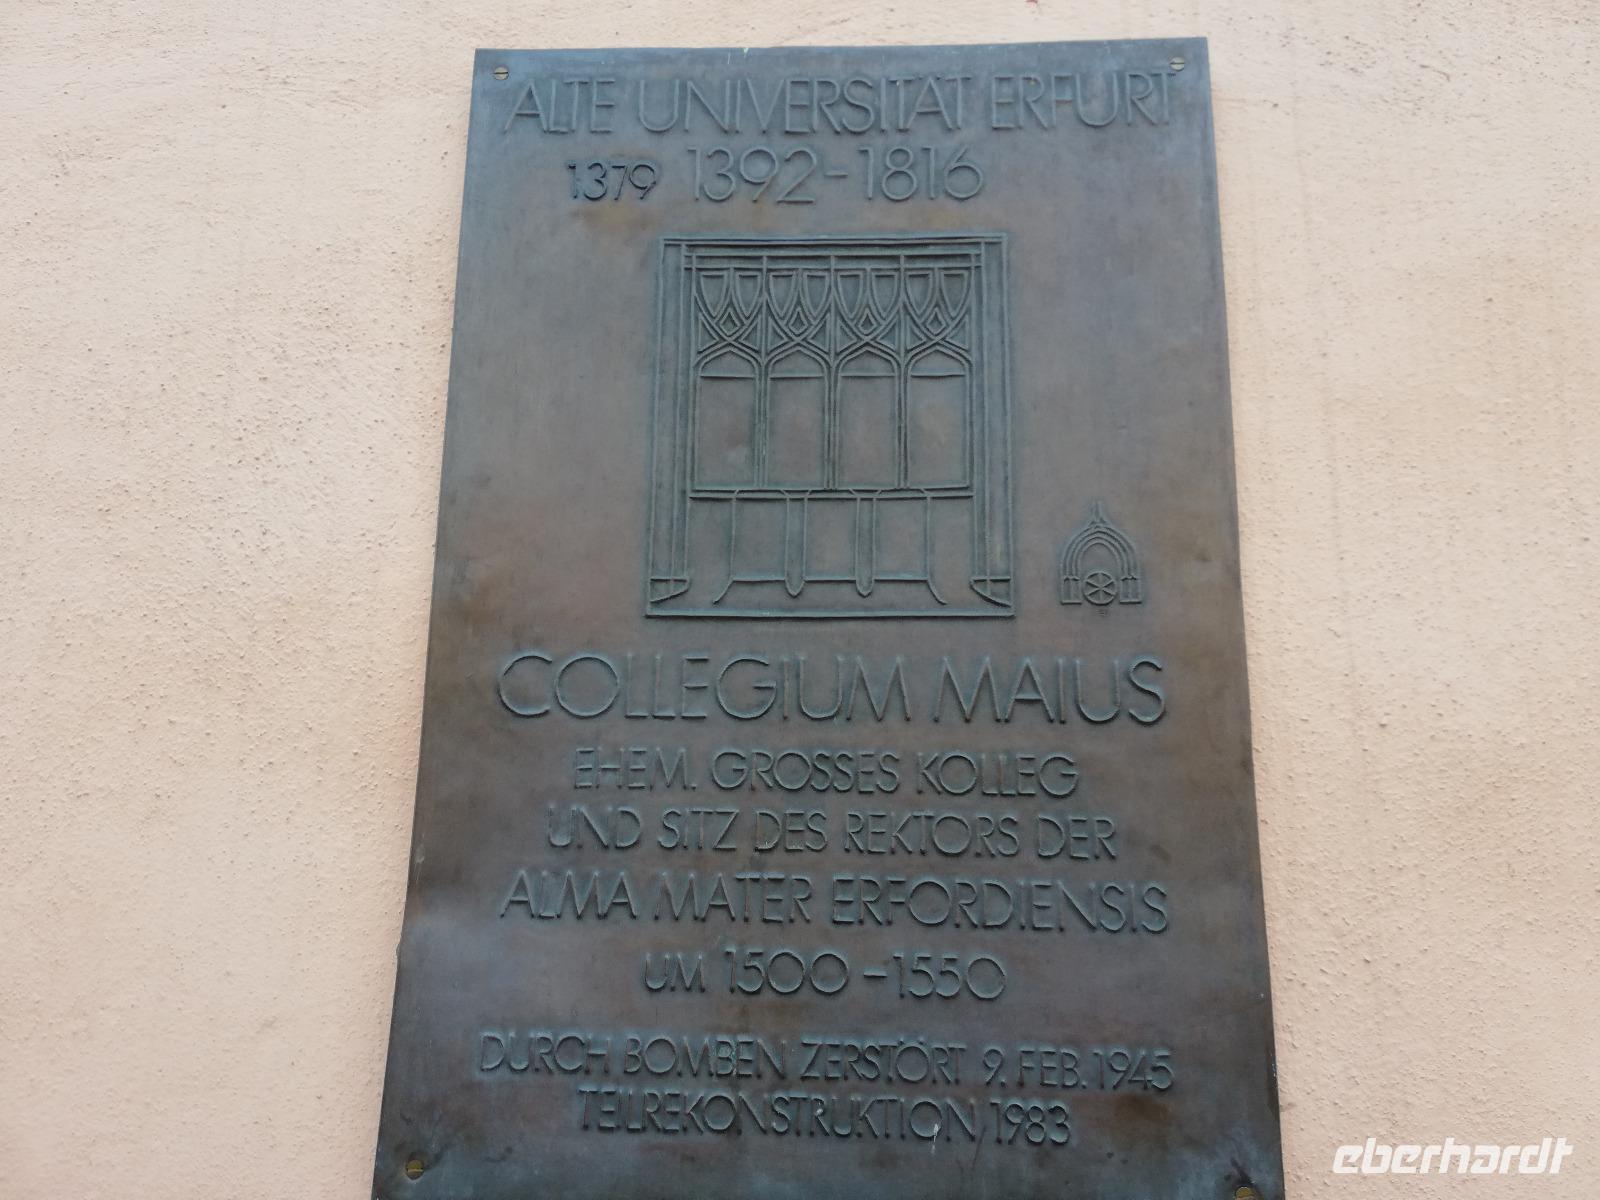 ALTE UNIVERSITÄT ERFURT
1379 1392-1816
COLLEGIUM MAIUS
EHEM. GROSSES KOLLEG
UND SITZ DES REKTORS DER
ALMA MATER ERFORDIENSIS
UM 1500-1550
DURCH BOMBEN ZERSTÖRT 9. FEB. 1945
TEILREKONSTRUKTION 1983
eberhardt